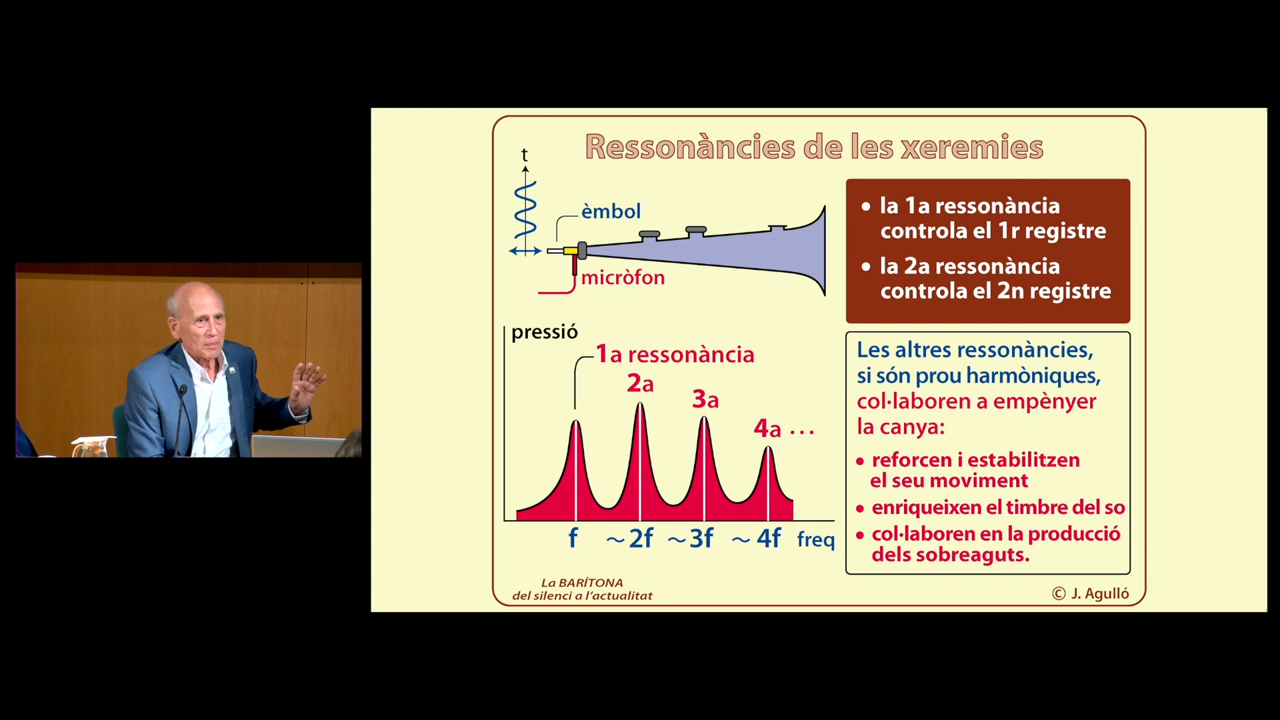 Ressonàncies de les xeremies
t
èmbol
micròfon
• la 1a ressonància
controla el 1r registre
• la 2a ressonància
controla el 2n registre
pressió
1a ressonància
2a
3a
4a ...
f ~2f ~3f ~4f freq
Les altres ressonàncies,
si són prou harmòniques,
col·laboren a empènyer
la canya:
• reforcen i estabilitzen
el seu moviment
• enriqueixen el timbre del so
• col·laboren en la producció
dels sobreaguts.
La BARÍTONA
del silenci a l'actualitat
© J. Agulló